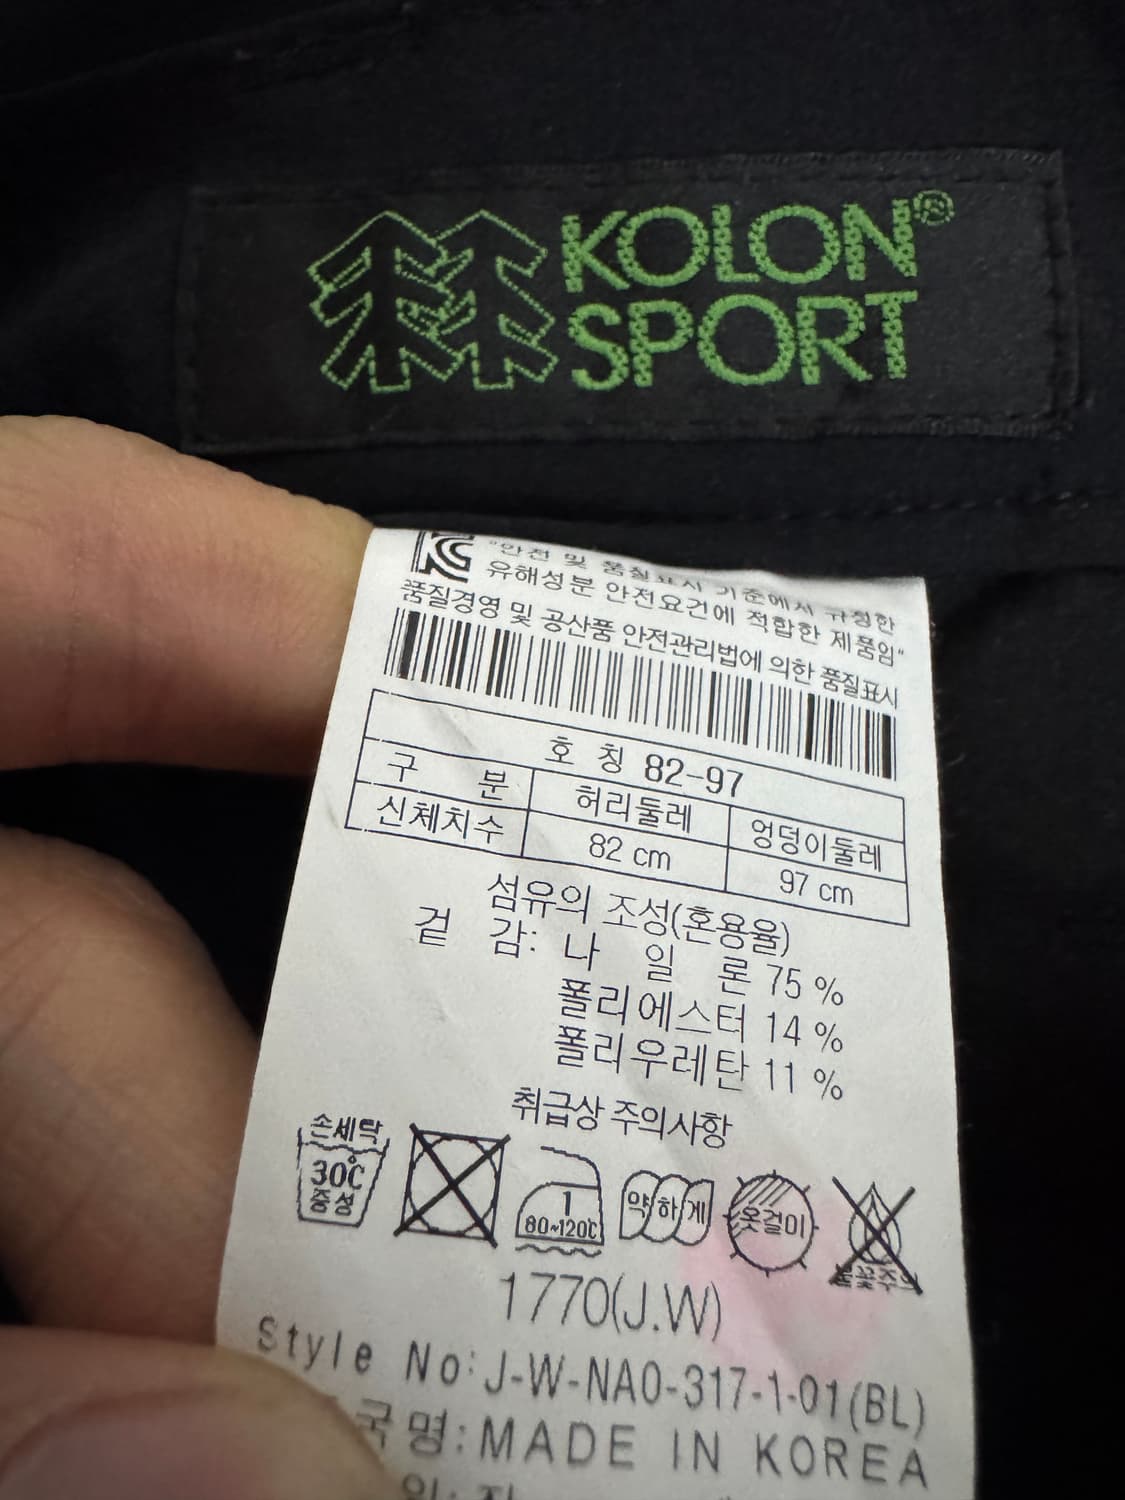 KOLON®
SPORT
"안전 및 품질표시 기준에서 규정한
유해성분 안전요건에 적합한 제품임"
품질경영 및 공산품 안전관리법에 의한 품질표시
호 칭 82-97
구 분 허리둘레 엉덩이둘레
신체치수 82 cm 97 cm
섬유의 조성(혼용율)
겉 감: 나 일 론 75 %
폴리에스터 14 %
폴리우레탄 11 %
취급상 주의사항
손세탁
30℃
중성
1
80~120℃
약하게
옷걸이
불꽃주의
1770(J.W)
Style No: J-W-NA0-317-1-01(BL)
국명: MADE IN KOREA